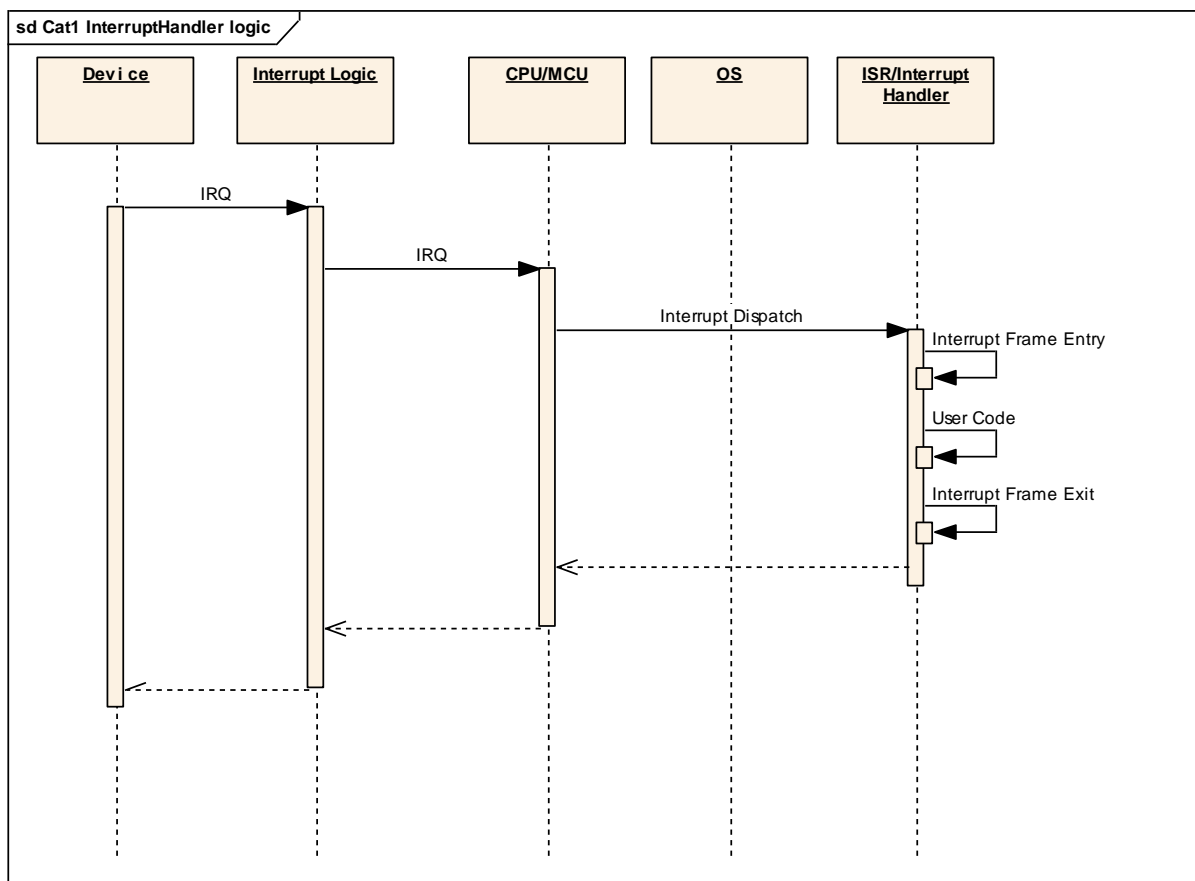 sd Cat1 InterruptHandler logic
Device
Interrupt Logic
CPU/MCU
OS
ISR/Interrupt
Handler
IRQ
IRQ
Interrupt Dispatch
Interrupt Frame Entry
User Code
Interrupt Frame Exit